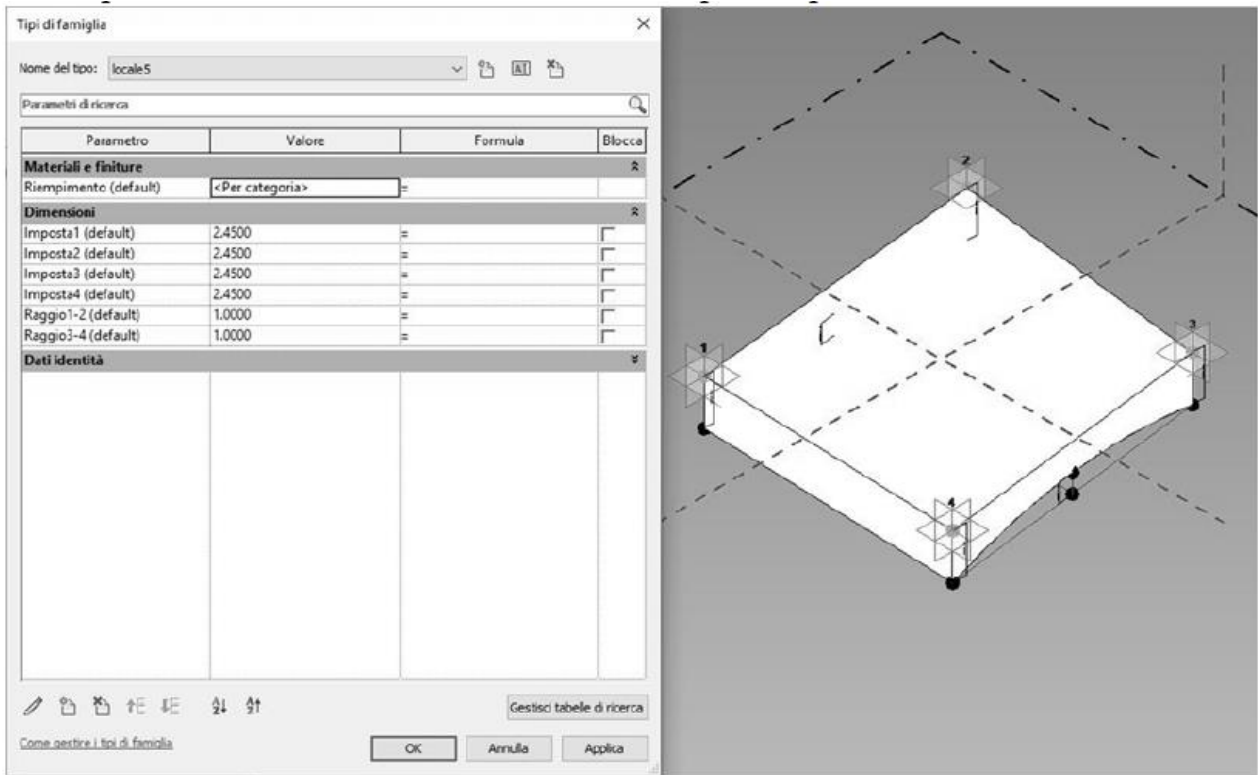 Tipi di famiglia
Nome del tipo: locale5
Parametri di ricerca
Parametro Valore Formula Blocca
Materiali e finiture
Riempimento (default) <Per categoria> =
Dimensioni
Imposta1 (default) 2.4500 =
Imposta2 (default) 2.4500 =
Imposta3 (default) 2.4500 =
Imposta4 (default) 2.4500 =
Raggio1-2 (default) 1.0000 =
Raggio3-4 (default) 1.0000 =
Dati identità
Gestisci tabelle di ricerca
Come gestire i tipi di famiglia
OK Annulla Applica
2
3
1
4